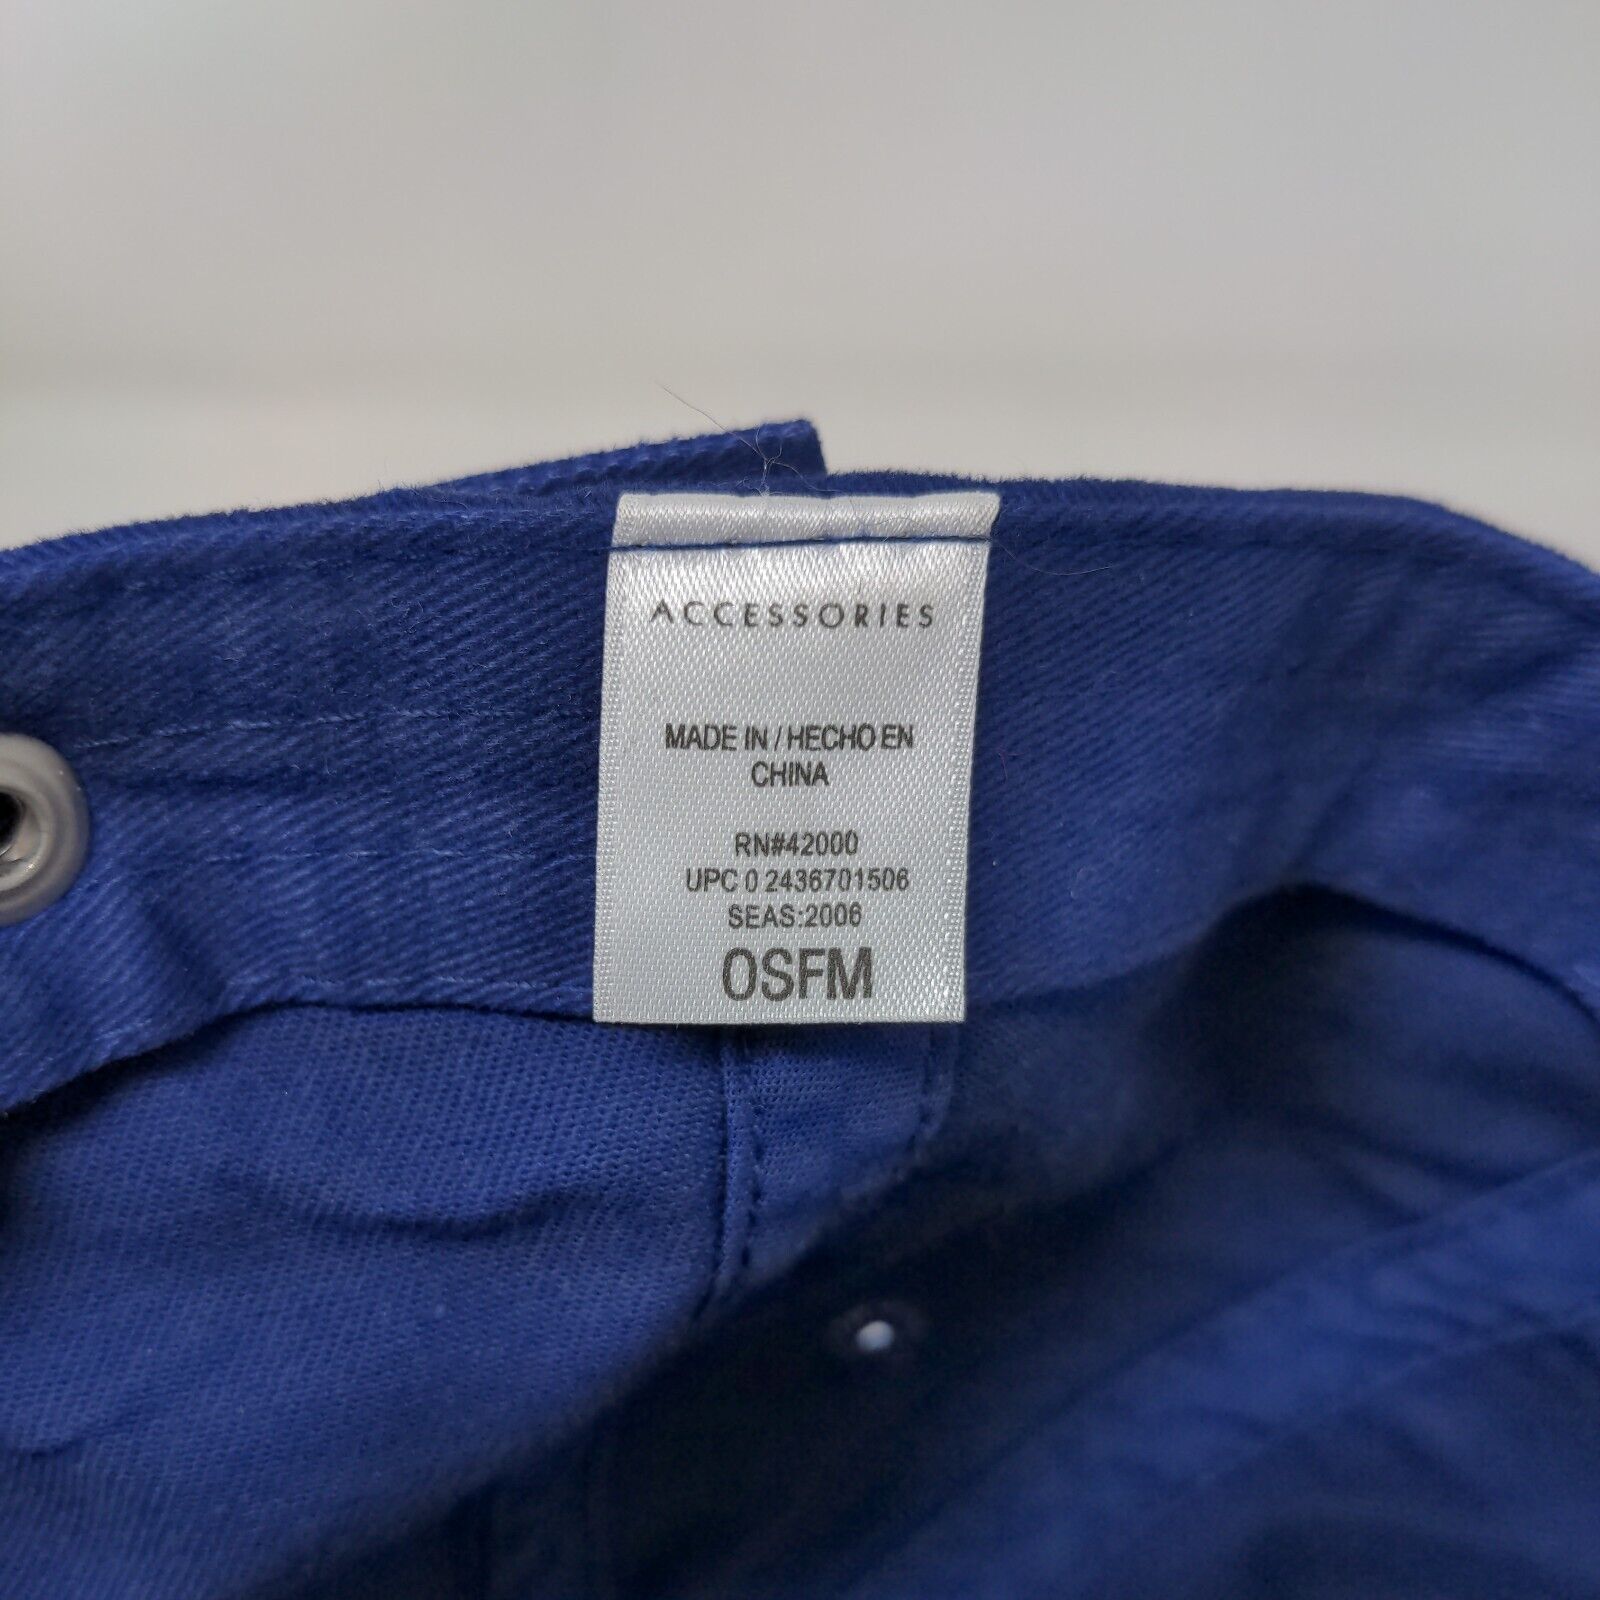 ACCESSORIES
MADE IN / HECHO EN
CHINA
RN#42000
UPC 0 2436701506
SEAS:2006
OSFM